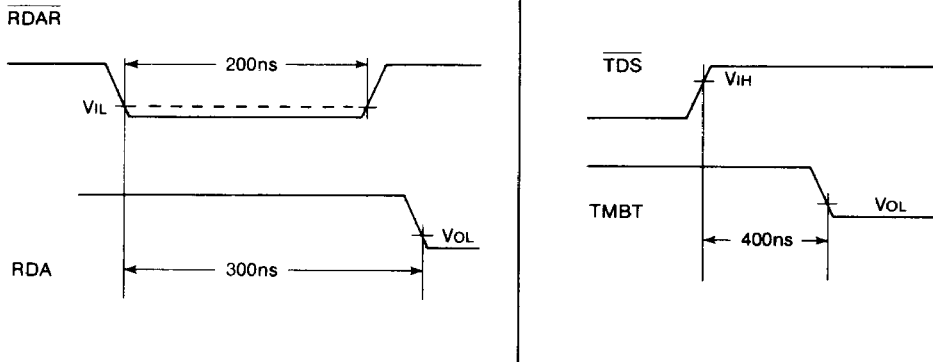 RDAR
200ns
VIL
VOL
RDA
300ns
TDS
VIH
TMBT
VOL
400ns